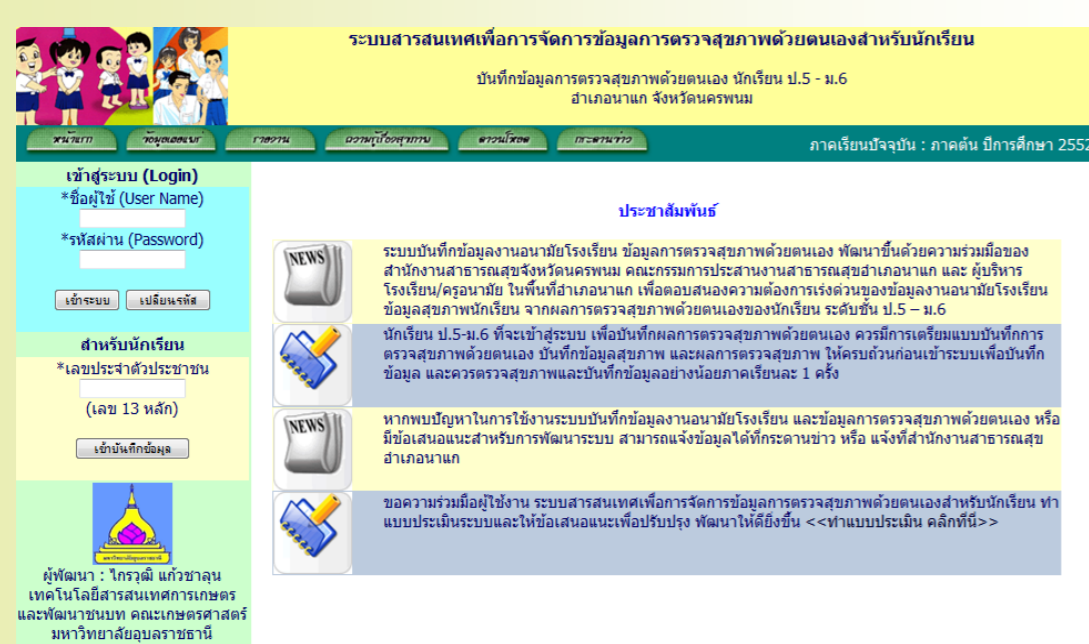 ระบบสารสนเทศเพื่อการจัดการข้อมูลการตรวจสุขภาพด้วยตนเองสำหรับนักเรียน
บันทึกข้อมูลการตรวจสุขภาพด้วยตนเอง นักเรียน ป.5 - ม.6
อำเภอนาแก จังหวัดนครพนม
หน้าแรก ข้อมูลเผยแพร่ รายงาน ความรู้เรื่องสุขภาพ ดาวน์โหลด กระดานข่าว
ภาคเรียนปัจจุบัน : ภาคต้น ปีการศึกษา 2552
เข้าสู่ระบบ (Login)
*ชื่อผู้ใช้ (User Name)
*รหัสผ่าน (Password)
เข้าระบบ เปลี่ยนรหัส
สำหรับนักเรียน
*เลขประจำตัวประชาชน
(เลข 13 หลัก)
เข้าบันทึกข้อมูล
ผู้พัฒนา : ไกรวุฒิ แก้วชาลุน
เทคโนโลยีสารสนเทศการเกษตร
และพัฒนาชนบท คณะเกษตรศาสตร์
มหาวิทยาลัยอุบลราชธานี
ประชาสัมพันธ์
NEWS
ระบบบันทึกข้อมูลงานอนามัยโรงเรียน ข้อมูลการตรวจสุขภาพด้วยตนเอง พัฒนาขึ้นด้วยความร่วมมือของ
สำนักงานสาธารณสุขจังหวัดนครพนม คณะกรรมการประสานงานสาธารณสุขอำเภอนาแก และ ผู้บริหาร
โรงเรียน/ครูอนามัย ในพื้นที่อำเภอนาแก เพื่อตอบสนองความต้องการเร่งด่วนของข้อมูลงานอนามัยโรงเรียน
ข้อมูลสุขภาพนักเรียน จากผลการตรวจสุขภาพด้วยตนเองของนักเรียน ระดับชั้น ป.5 – ม.6
นักเรียน ป.5-ม.6 ที่จะเข้าสู่ระบบ เพื่อบันทึกผลการตรวจสุขภาพด้วยตนเอง ควรมีการเตรียมแบบบันทึกการ
ตรวจสุขภาพด้วยตนเอง บันทึกข้อมูลสุขภาพ และผลการตรวจสุขภาพ ให้ครบถ้วนก่อนเข้าระบบเพื่อบันทึก
ข้อมูล และควรตรวจสุขภาพและบันทึกข้อมูลอย่างน้อยภาคเรียนละ 1 ครั้ง
NEWS
หากพบปัญหาในการใช้งานระบบบันทึกข้อมูลงานอนามัยโรงเรียน และข้อมูลการตรวจสุขภาพด้วยตนเอง หรือ
มีข้อเสนอแนะสำหรับการพัฒนาระบบ สามารถแจ้งข้อมูลได้ที่กระดานข่าว หรือ แจ้งที่สำนักงานสาธารณสุข
อำเภอนาแก
ขอความร่วมมือผู้ใช้งาน ระบบสารสนเทศเพื่อการจัดการข้อมูลการตรวจสุขภาพด้วยตนเองสำหรับนักเรียน ทำ
แบบประเมินระบบและให้ข้อเสนอแนะเพื่อปรับปรุง พัฒนาให้ดียิ่งขึ้น <<ทำแบบประเมิน คลิกที่นี่>>